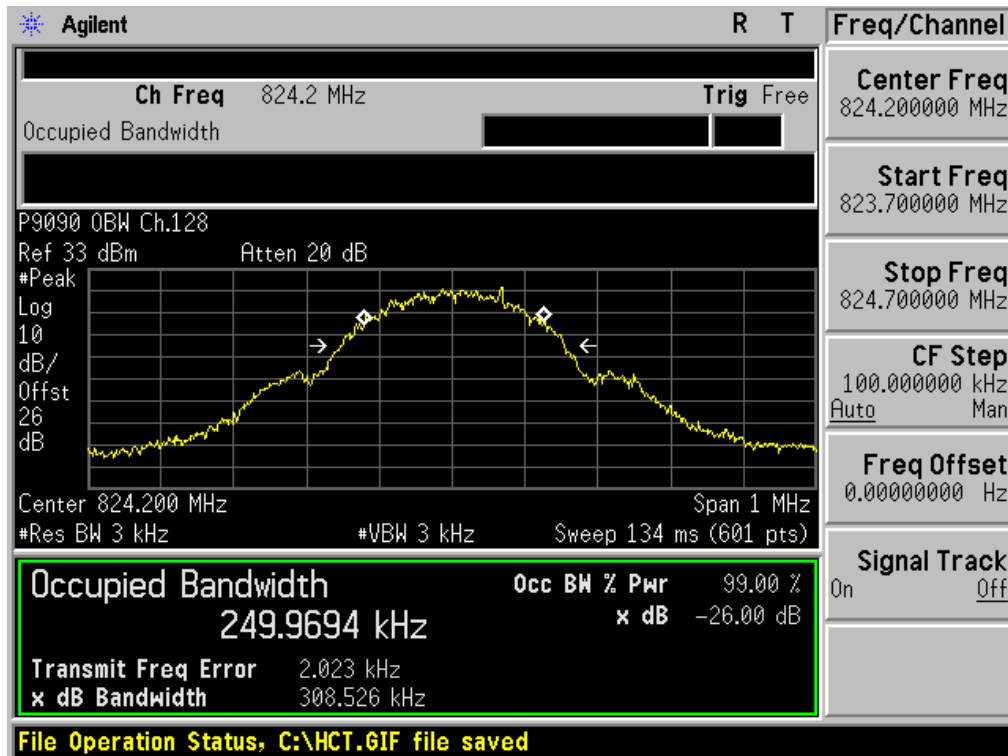 Agilent R T Freq/Channel
Ch Freq 824.2 MHz Trig Free
Occupied Bandwidth
Center Freq
824.200000 MHz
Start Freq
823.700000 MHz
Stop Freq
824.700000 MHz
CF Step
100.000000 kHz
Auto Man
Freq Offset
0.00000000 Hz
Signal Track
On Off
P9090 OBW Ch.128
Ref 33 dBm Atten 20 dB
#Peak
Log
10
dB/
Offst
26
dB
Center 824.200 MHz Span 1 MHz
#Res BW 3 kHz #VBW 3 kHz Sweep 134 ms (601 pts)
Occupied Bandwidth Occ BW % Pwr 99.00 %
249.9694 kHz x dB -26.00 dB
Transmit Freq Error 2.023 kHz
x dB Bandwidth 308.526 kHz
File Operation Status, C:\HCT.GIF file saved